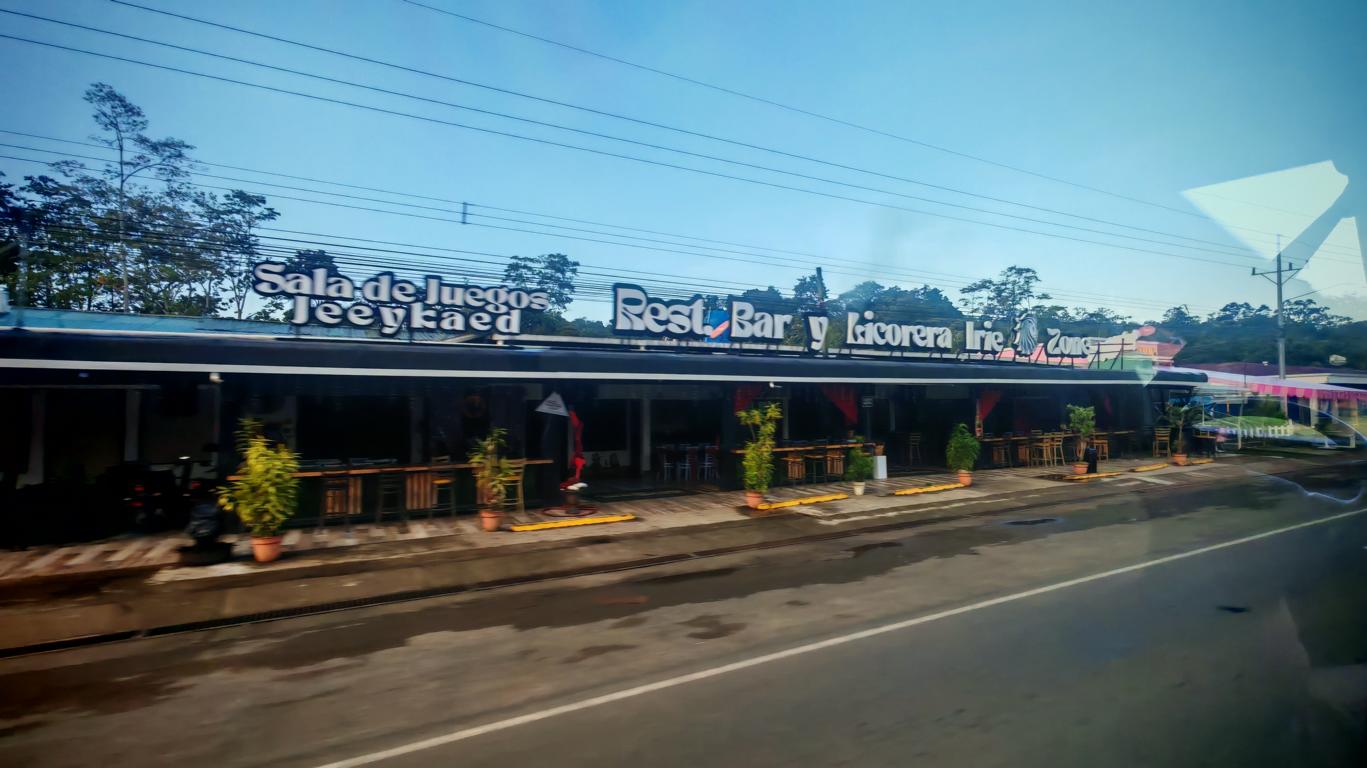 Sala de Juegos
Jeeykaed
Rest. Bar y Licorera Irie Zone